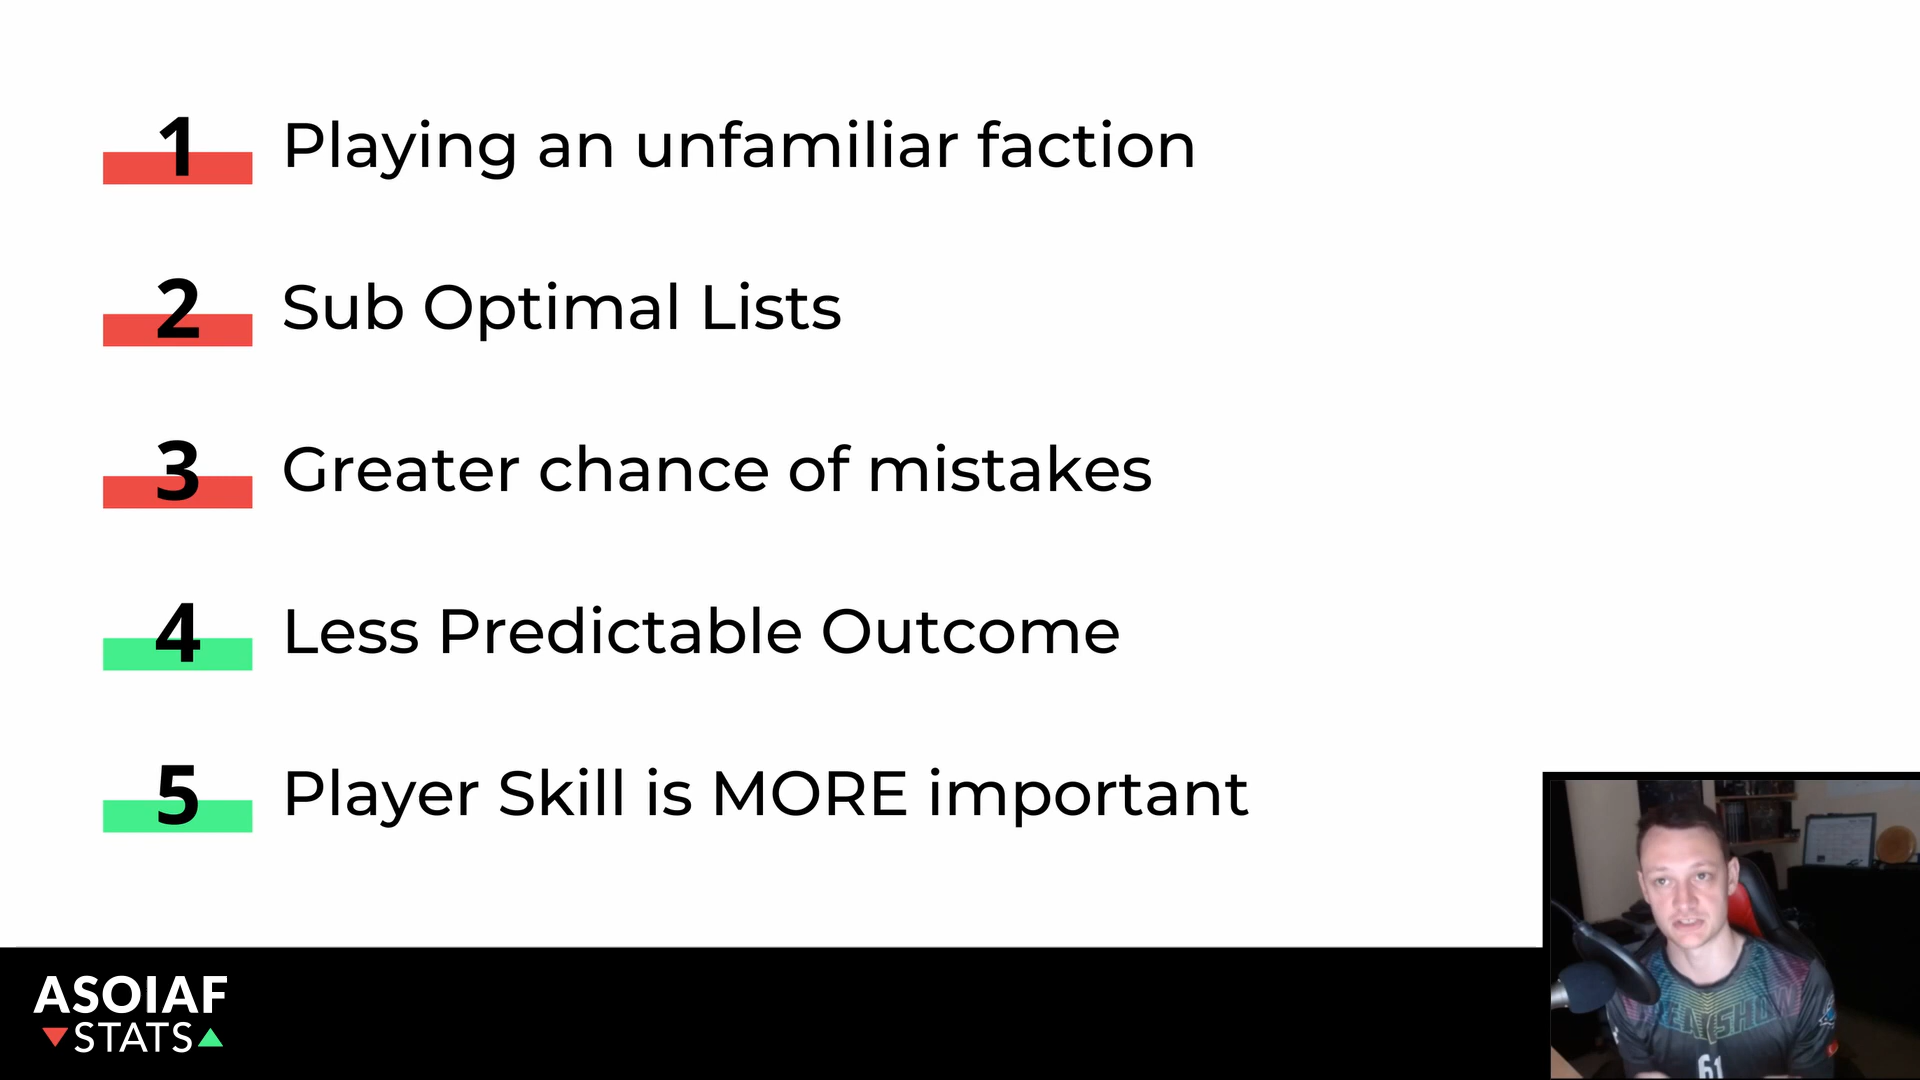 1 Playing an unfamiliar faction
2 Sub Optimal Lists
3 Greater chance of mistakes
4 Less Predictable Outcome
5 Player Skill is MORE important
ASOIAF
STATS
61